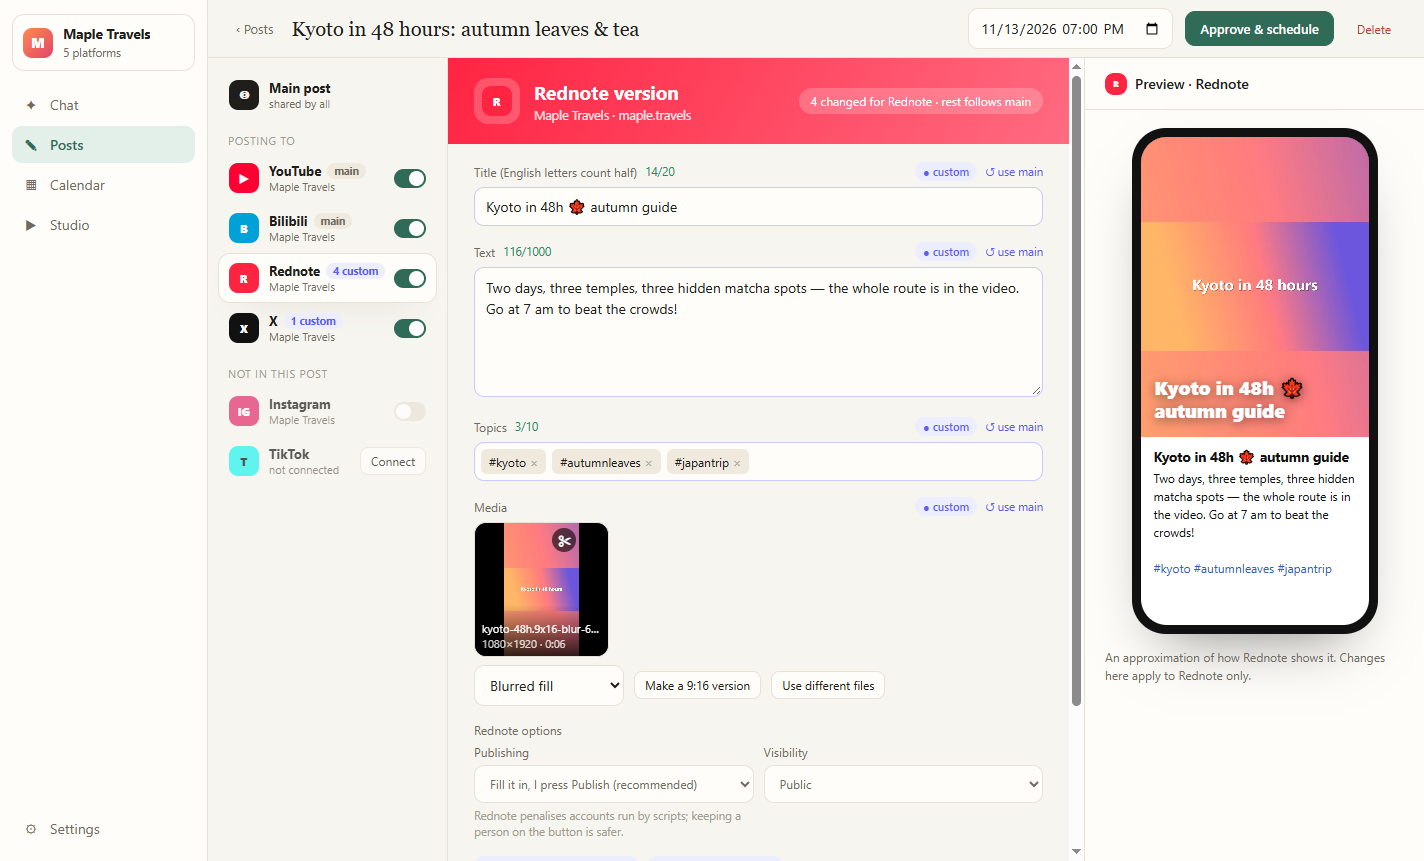 M
Maple Travels
5 platforms
Chat
Posts
Calendar
Studio
Settings
‹ Posts
Kyoto in 48 hours: autumn leaves & tea
11/13/2026 07:00 PM
Approve & schedule
Delete
Main post
shared by all
POSTING TO
YouTube main
Maple Travels
B
Bilibili main
Maple Travels
R
Rednote 4 custom
Maple Travels
X
X 1 custom
Maple Travels
NOT IN THIS POST
IG
Instagram
Maple Travels
T
TikTok
not connected
Connect
R
Rednote version
Maple Travels · maple.travels
4 changed for Rednote · rest follows main
Title (English letters count half) 14/20
● custom ↺ use main
Kyoto in 48h 🍁 autumn guide
Text 116/1000
● custom ↺ use main
Two days, three temples, three hidden matcha spots — the whole route is in the video.
Go at 7 am to beat the crowds!
Topics 3/10
● custom ↺ use main
#kyoto × #autumnleaves × #japantrip ×
Media
● custom ↺ use main
Kyoto in 48 hours
kyoto-48h.9x16-blur-6...
1080×1920 · 0:06
Blurred fill
Make a 9:16 version
Use different files
Rednote options
Publishing
Visibility
Fill it in, I press Publish (recommended)
Public
Rednote penalises accounts run by scripts; keeping a
person on the button is safer.
R
Preview · Rednote
Kyoto in 48 hours
Kyoto in 48h 🍁
autumn guide
Kyoto in 48h 🍁 autumn guide
Two days, three temples, three hidden
matcha spots — the whole route is in
the video. Go at 7 am to beat the
crowds!
#kyoto #autumnleaves #japantrip
An approximation of how Rednote shows it. Changes
here apply to Rednote only.